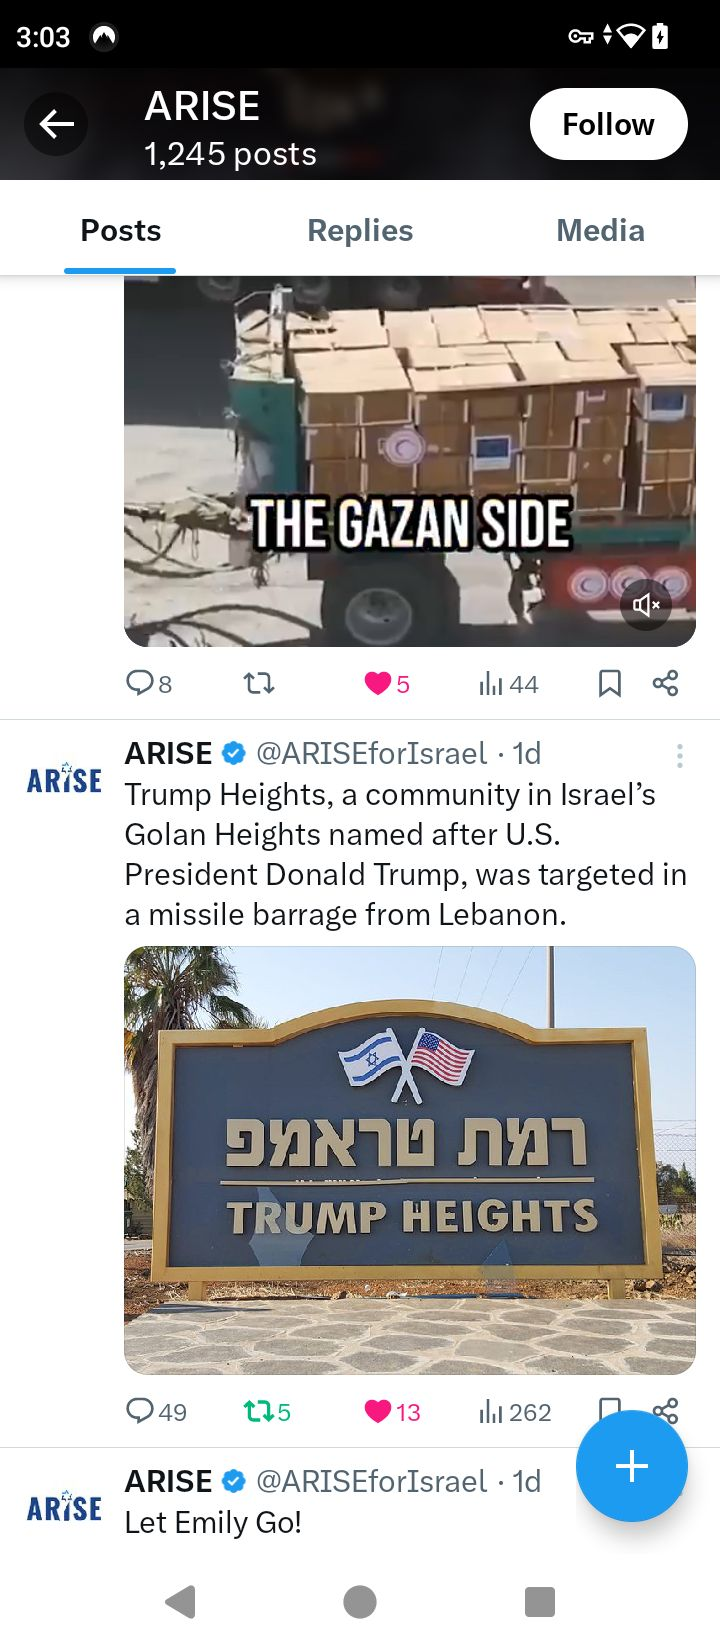 3:03
ARISE
1,245 posts
Follow
Posts
Replies
Media
THE GAZAN SIDE
8
5
44
ARISE @ARISEforIsrael · 1d
ARISE
Trump Heights, a community in Israel’s
Golan Heights named after U.S.
President Donald Trump, was targeted in
a missile barrage from Lebanon.
רמת טראמפ
TRUMP HEIGHTS
49
5
13
262
ARISE @ARISEforIsrael · 1d
ARISE
Let Emily Go!